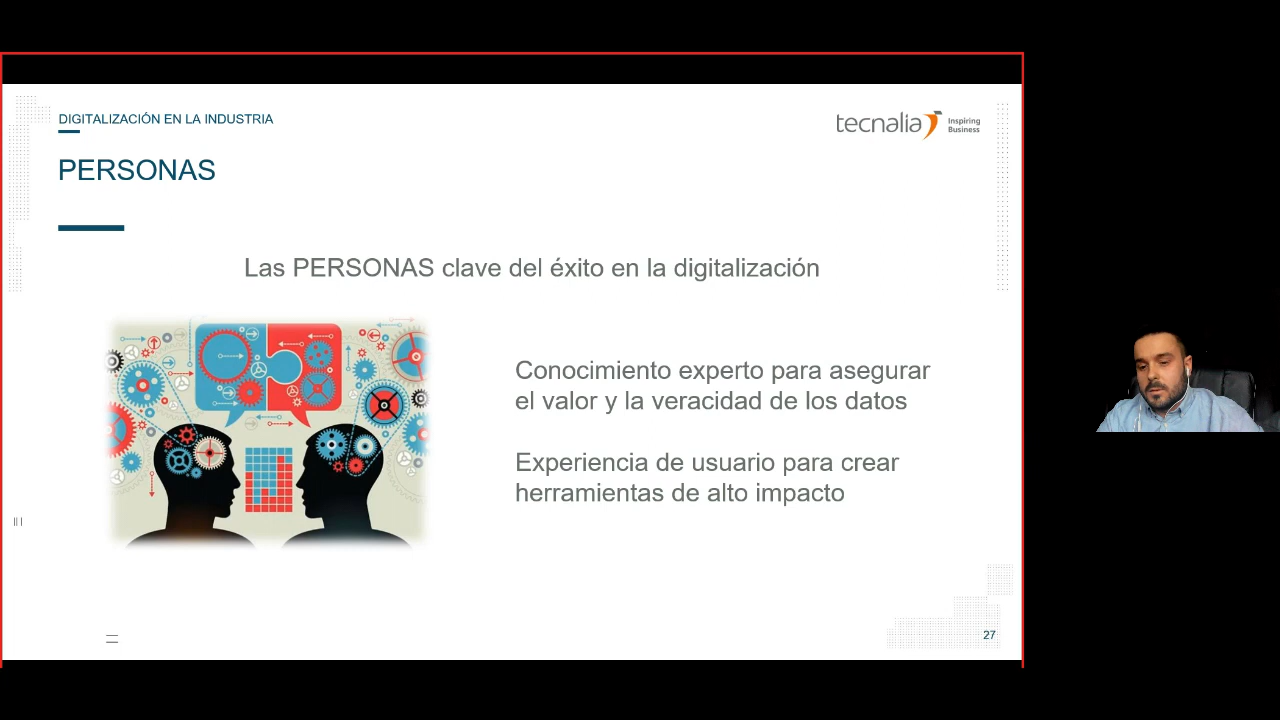 DIGITALIZACIÓN EN LA INDUSTRIA
tecnalia Inspiring
Business
PERSONAS
Las PERSONAS clave del éxito en la digitalización
Conocimiento experto para asegurar
el valor y la veracidad de los datos
Experiencia de usuario para crear
herramientas de alto impacto
27